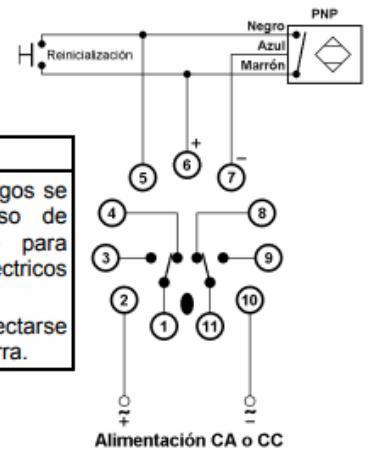 PNP
Negro
Azul
Marrón
Reinicialización
+
−
5
6
7
4
8
3
9
2
10
1
11
gos se
so de
para
éctricos
ectarse
rra.
~
+
~
−
Alimentación CA o CC